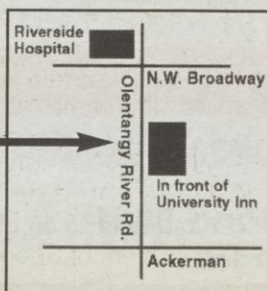 Riverside
Hospital
N.W. Broadway
Olentangy River Rd.
In front of
University Inn
Ackerman